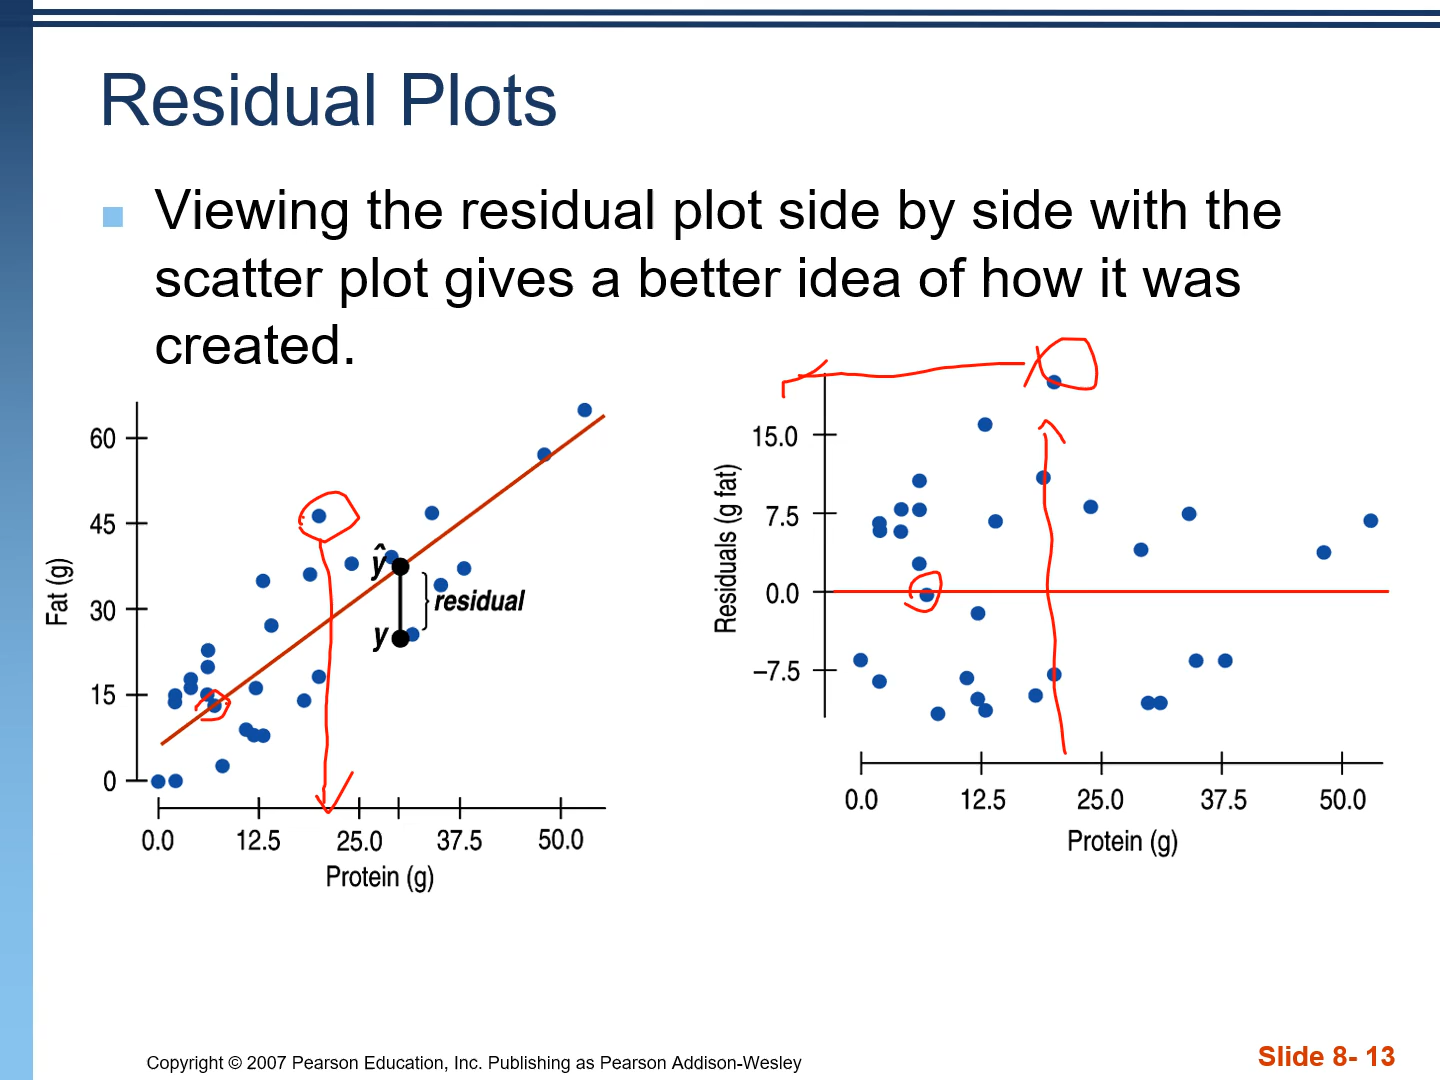 Residual Plots
Viewing the residual plot side by side with the
scatter plot gives a better idea of how it was
created.
60
45
30
15
0
Fat (g)
ŷ
residual
y
0.0 12.5 25.0 37.5 50.0
Protein (g)
15.0
7.5
0.0
–7.5
Residuals (g fat)
0.0 12.5 25.0 37.5 50.0
Protein (g)
Copyright © 2007 Pearson Education, Inc. Publishing as Pearson Addison-Wesley
Slide 8- 13